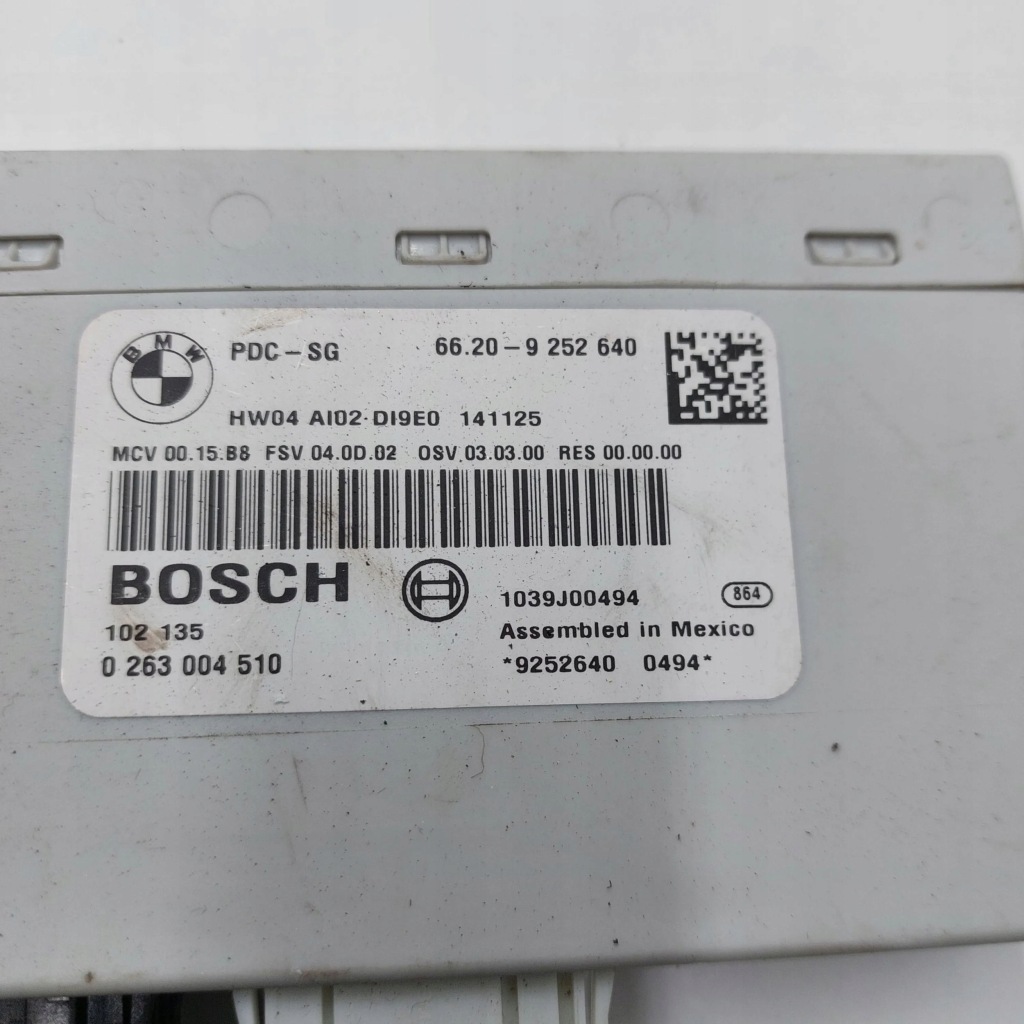 BMW
PDC-SG 66.20-9 252 640
HW04 AI02-DI9E0 141125
MCV 00.15.B8 FSV 04.0D.02 OSV.03.03.00 RES 00.00.00
BOSCH
1039J00494 864
102 135 Assembled in Mexico
0 263 004 510 *9252640 0494*